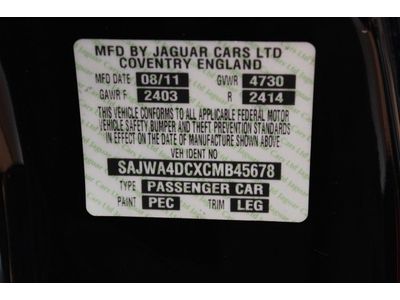 MFD BY JAGUAR CARS LTD
COVENTRY ENGLAND
MFD DATE 08/11 GVWR 4730
GAWR F 2403 R 2414
THIS VEHICLE CONFORMS TO ALL APPLICABLE FEDERAL MOTOR
VEHICLE SAFETY, BUMPER AND THEFT PREVENTION STANDARDS
IN EFFECT ON THE DATE OF MANUFACTURE SHOWN ABOVE.
VEH IDENT NO
SAJWA4DCXCMB45678
TYPE PASSENGER CAR
PAINT PEC TRIM LEG